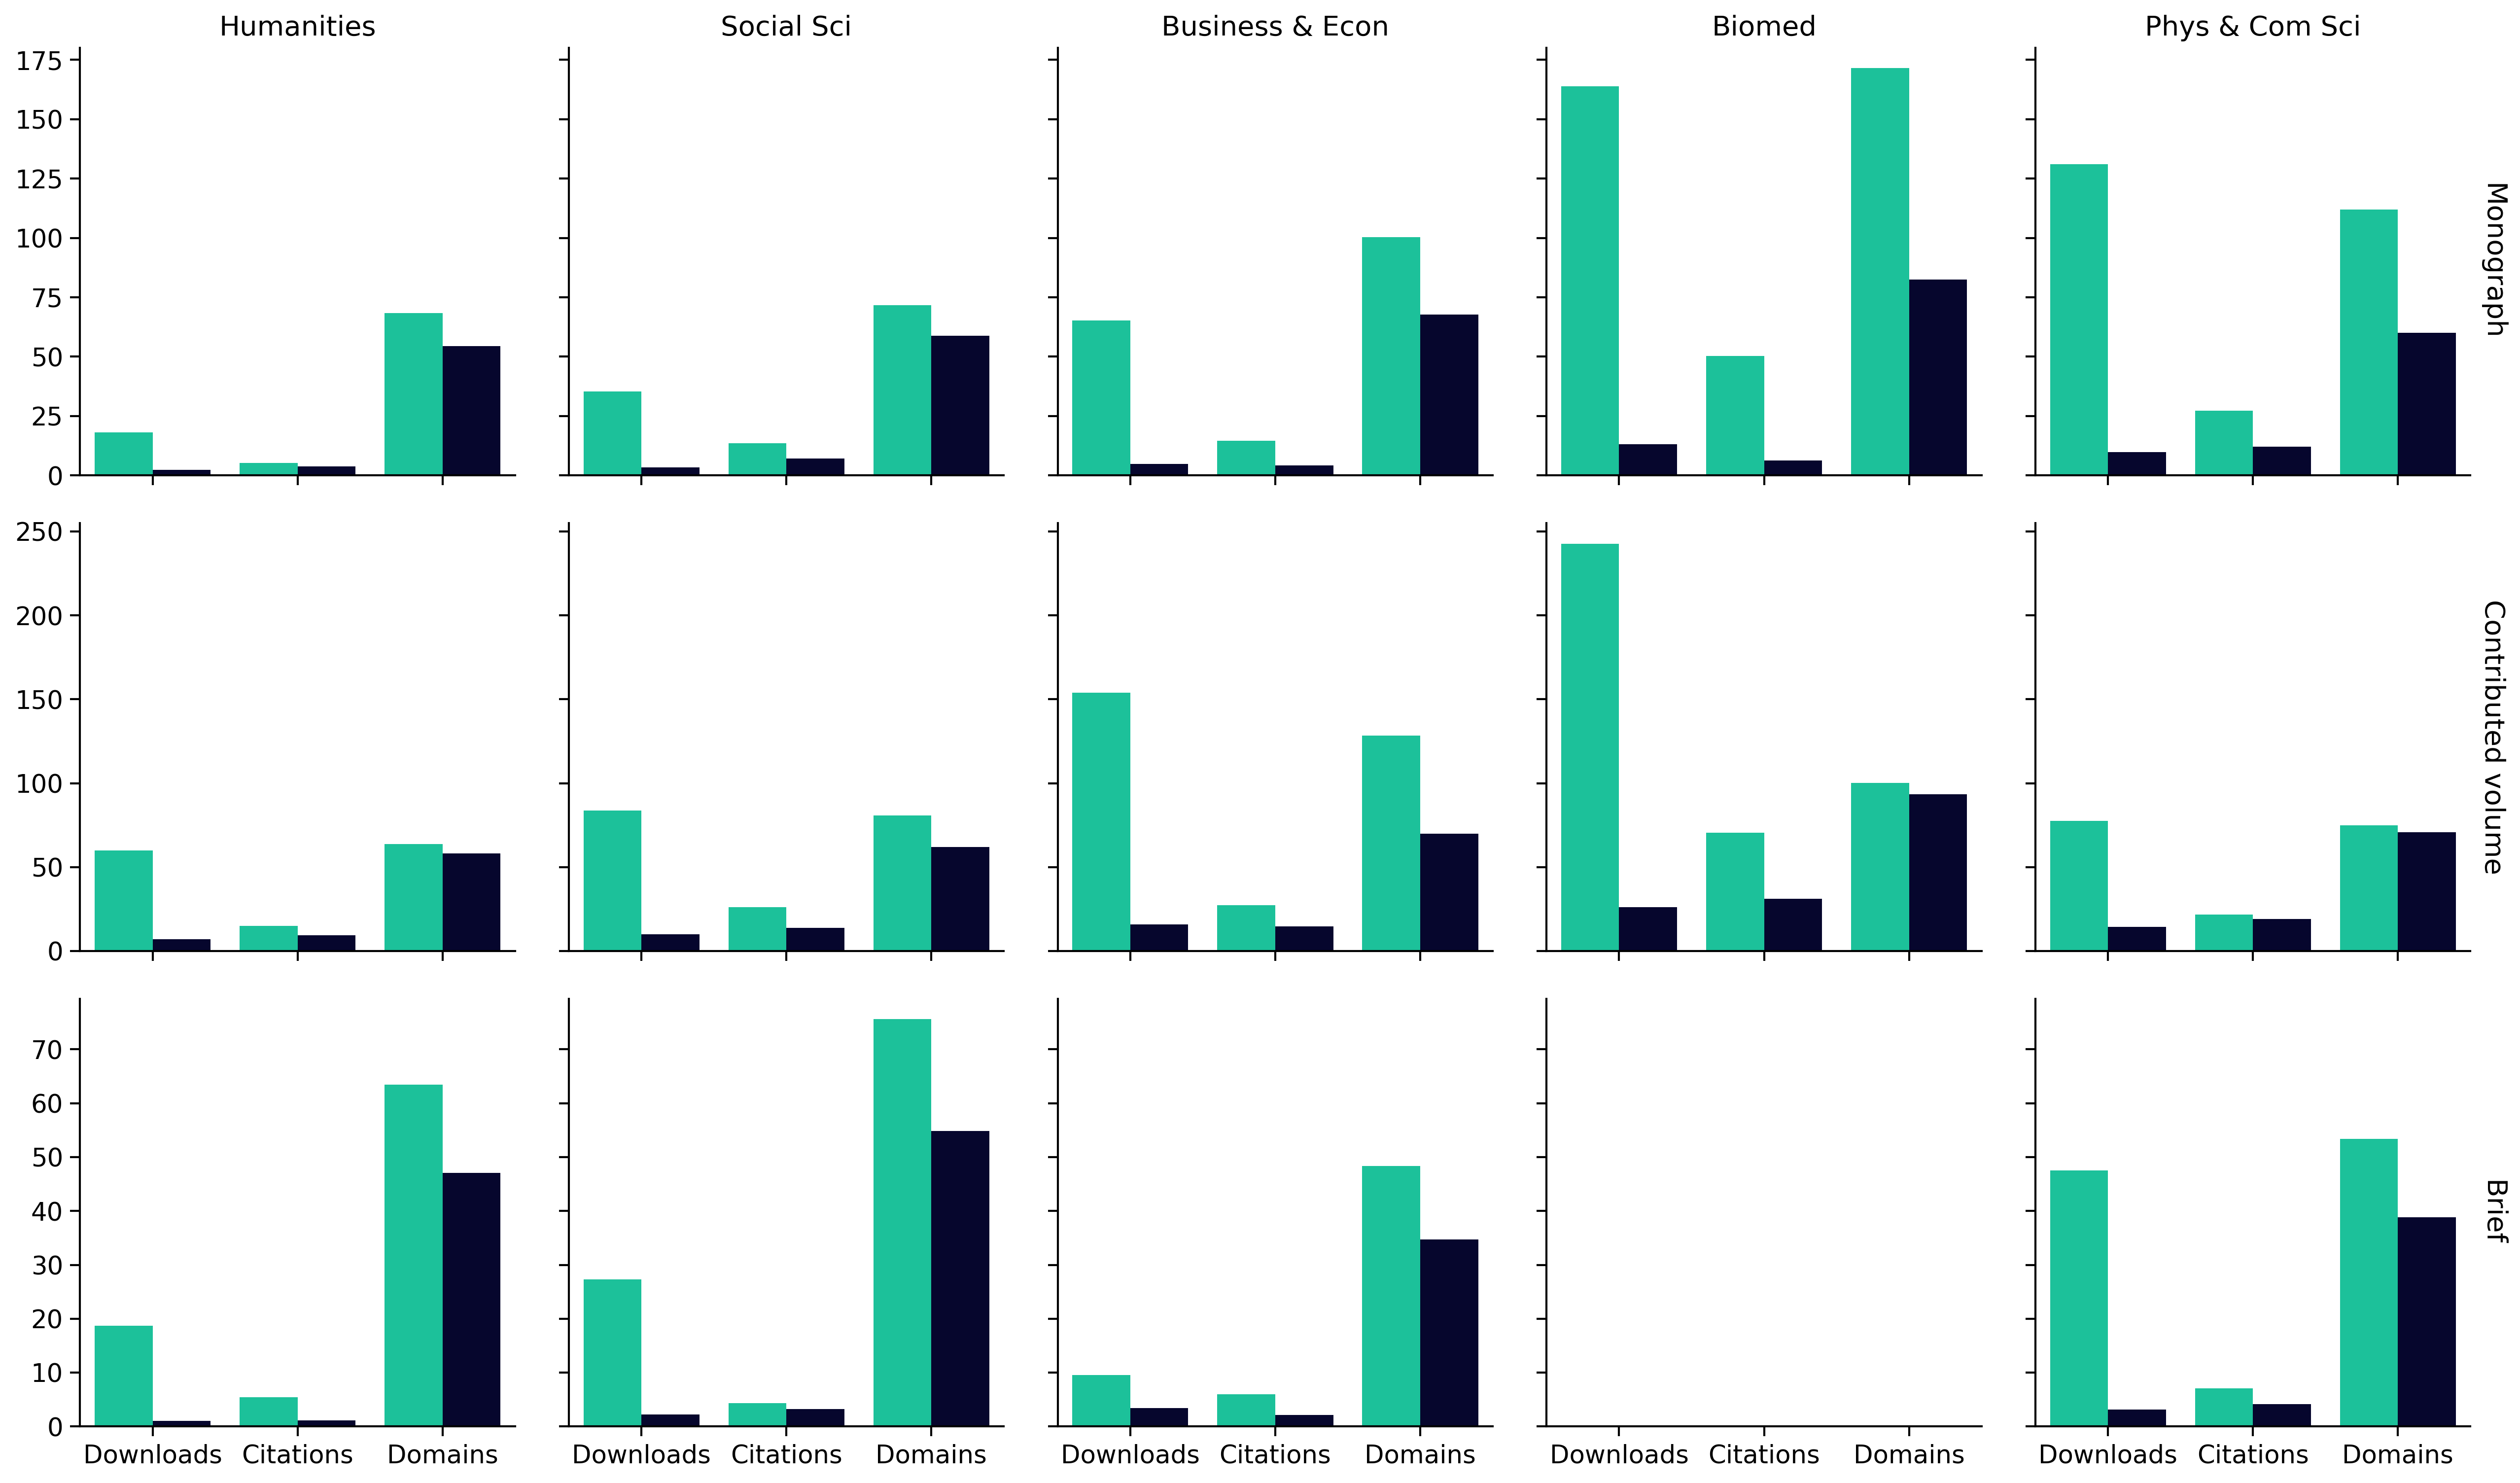 Humanities
Social Sci
Business & Econ
Biomed
Phys & Com Sci
175
150
125
100
75
50
25
0
Monograph
250
200
150
100
50
0
Contributed volume
70
60
50
40
30
20
10
0
Brief
Downloads Citations Domains
Downloads Citations Domains
Downloads Citations Domains
Downloads Citations Domains
Downloads Citations Domains